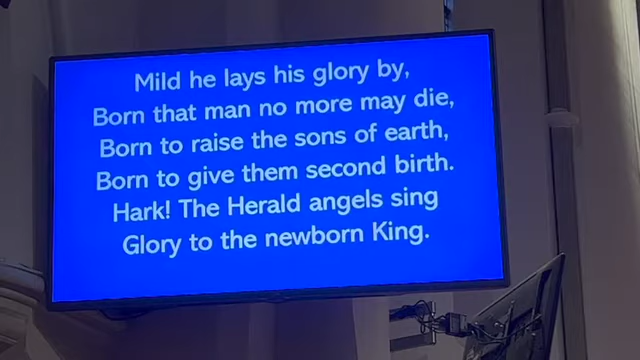 Mild he lays his glory by,
Born that man no more may die,
Born to raise the sons of earth,
Born to give them second birth.
Hark! The Herald angels sing
Glory to the newborn King.